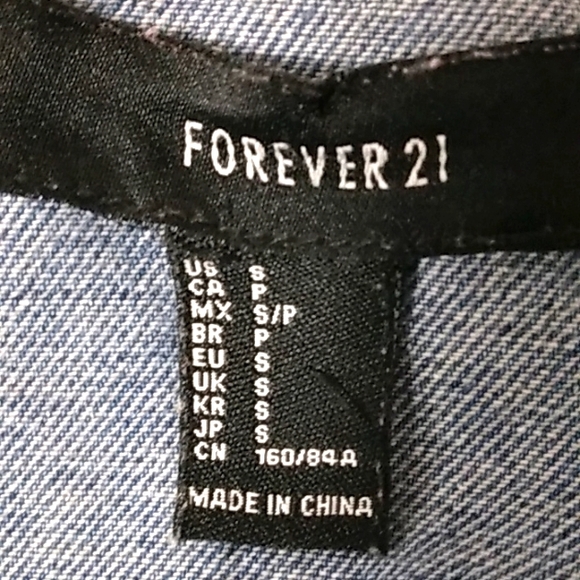 FOREVER 21
US S
CA P
MX S/P
BR P
EU S
UK S
KR S
JP S
CN 160/84A
MADE IN CHINA